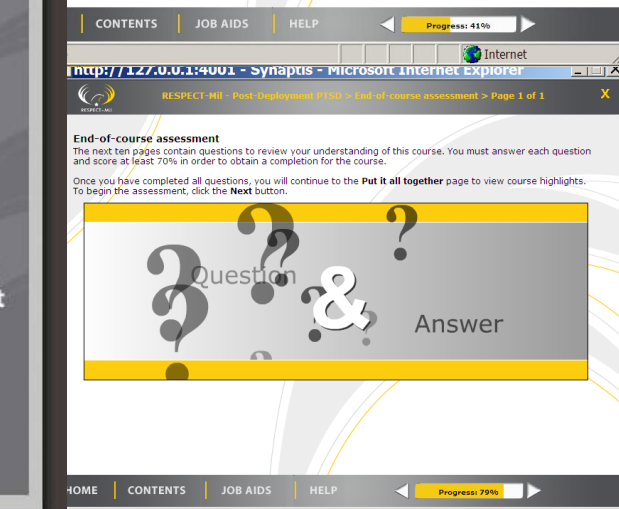 CONTENTS JOB AIDS HELP Progress: 41%
Internet
http://127.0.0.1:4001 - Synaptis - Microsoft Internet Explorer
RESPECT-Mil - Post-Deployment PTSD > End-of-course assessment > Page 1 of 1 X
RESPECT-MIL
End-of-course assessment
The next ten pages contain questions to review your understanding of this course. You must answer each question
and score at least 70% in order to obtain a completion for the course.
Once you have completed all questions, you will continue to the Put it all together page to view course highlights.
To begin the assessment, click the Next button.
Question
&
Answer
t
HOME CONTENTS JOB AIDS HELP Progress: 79%